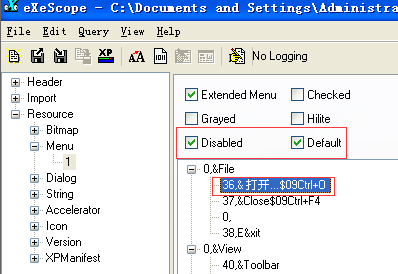 eXeScope - C:\Documents and Settings\Administra
File Edit Query View Help
No Logging
Header
Import
Resource
Bitmap
Menu
1
Dialog
String
Accelerator
Icon
Version
XPManifest
Extended Menu Checked
Grayed Hilite
Disabled Default
0,&File
36,& 打开...$09Ctrl+O
37,&Close$09Ctrl+F4
0,
38,E&xit
0,&View
40,&Toolbar